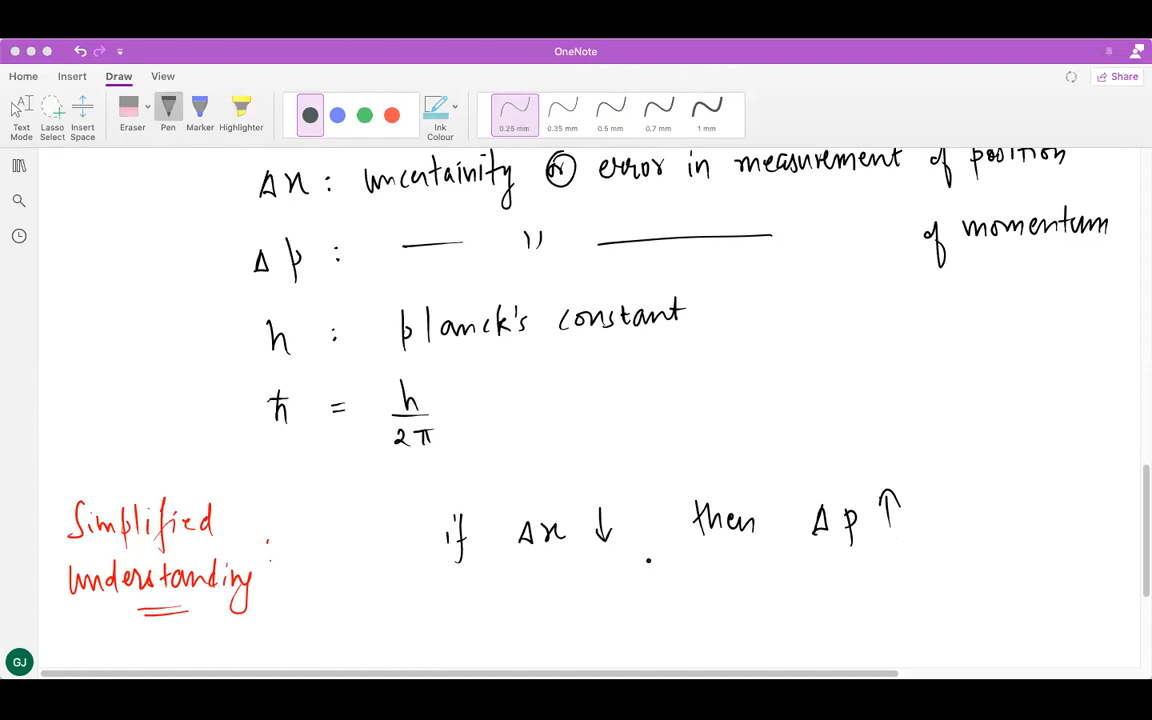 OneNote
Home Insert Draw View
Share
Text Mode
Lasso Select
Insert Space
Eraser
Pen
Marker
Highlighter
Ink Colour
0.25 mm
0.35 mm
0.5 mm
0.7 mm
1 mm
Δx : uncertainity or error in measurement of position
Δp : — " — of momentum
h : planck's constant
ħ = h/2π
Simplified understanding :
if Δx ↓ . then Δp ↑
GJ